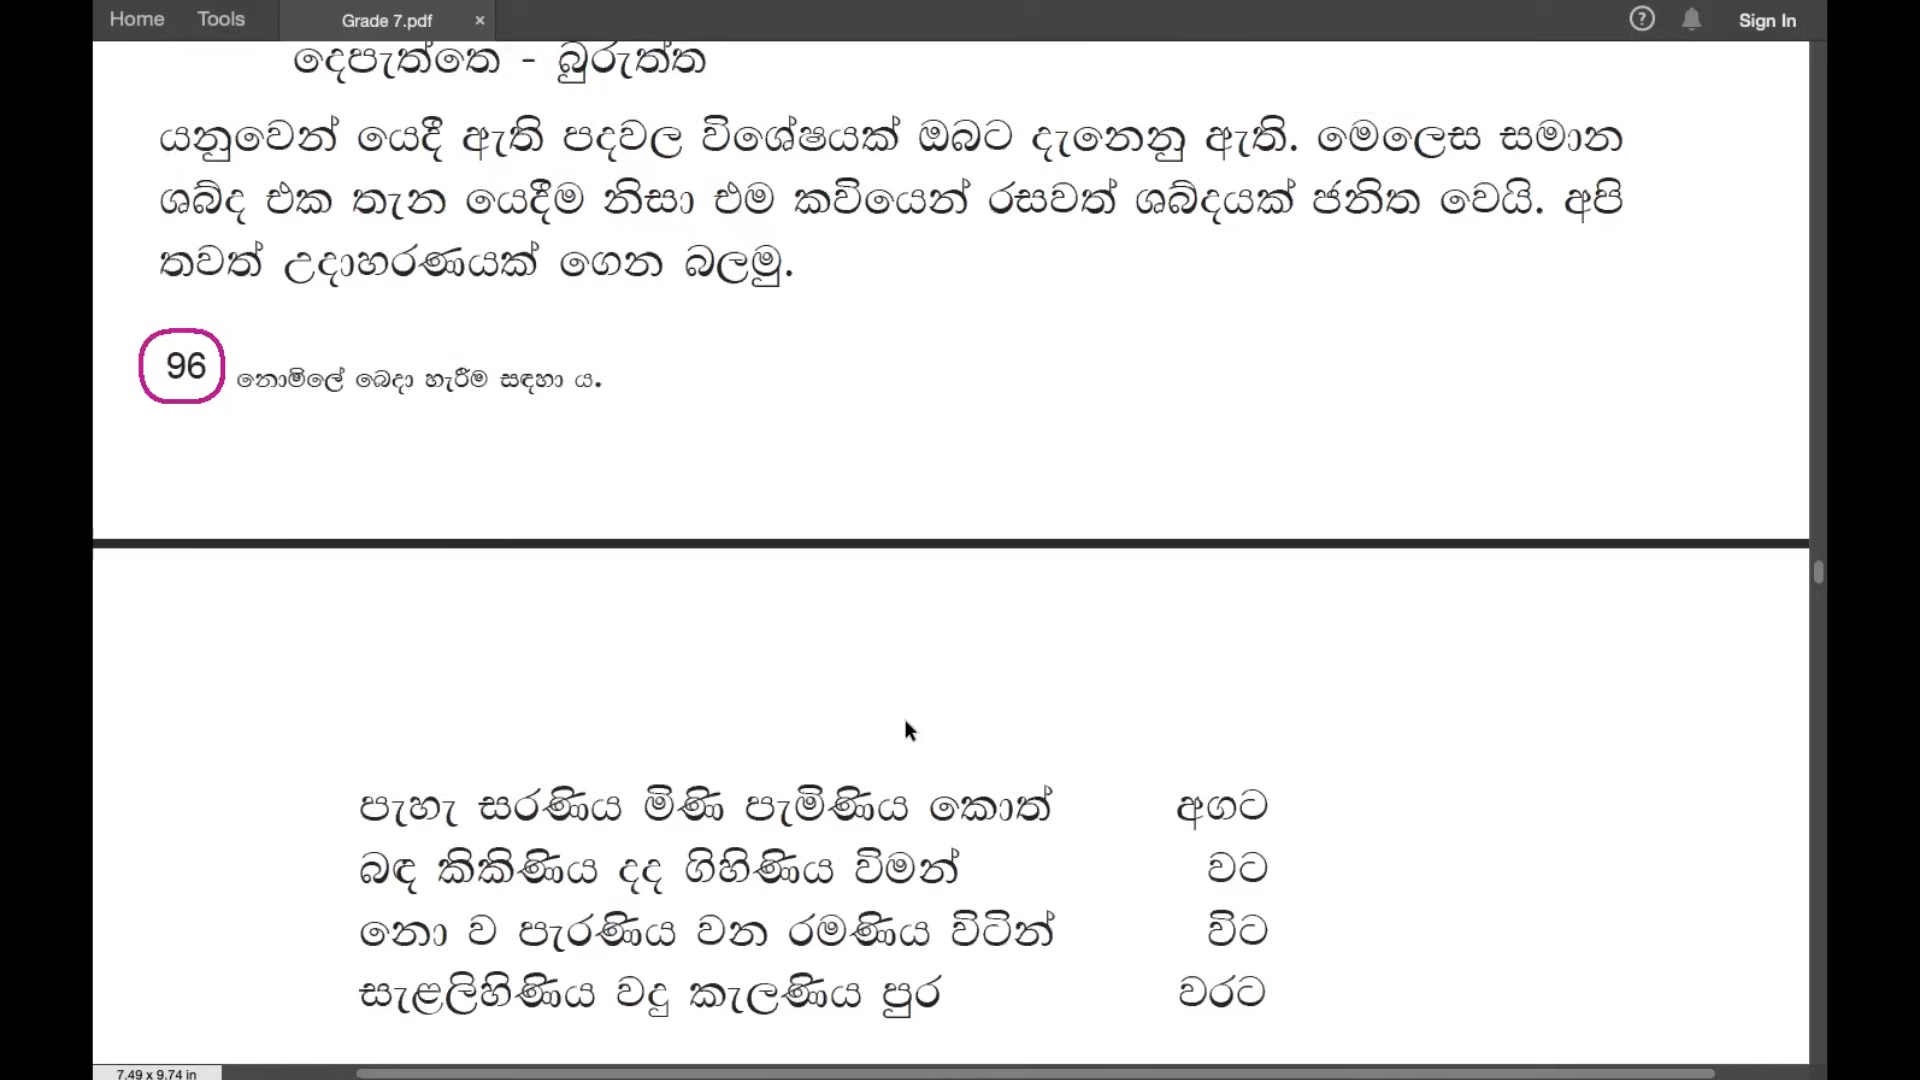 Home Tools Grade 7.pdf × ? Sign In
දෙපැත්තෙ - බුරුත්ත
යනුවෙන් යෙදී ඇති පදවල විශේෂයක් ඔබට දැනෙනු ඇති. මෙලෙස සමාන
ශබ්ද එක තැන යෙදීම නිසා එම කවියෙන් රසවත් ශබ්දයක් ජනිත වෙයි. අපි
තවත් උදාහරණයක් ගෙන බලමු.
96 නොමිලේ බෙදා හැරීම සඳහා ය.
පැහැ සරණිය මිණි පැමිණිය කොත් අගට
බඳ කිකිණිය දද ගිහිණිය විමන් වට
නො ව පැරණිය වන රමණිය විටින් විට
සැළලිහිණිය වදු කැලණිය පුර වරට
7.49 x 9.74 in